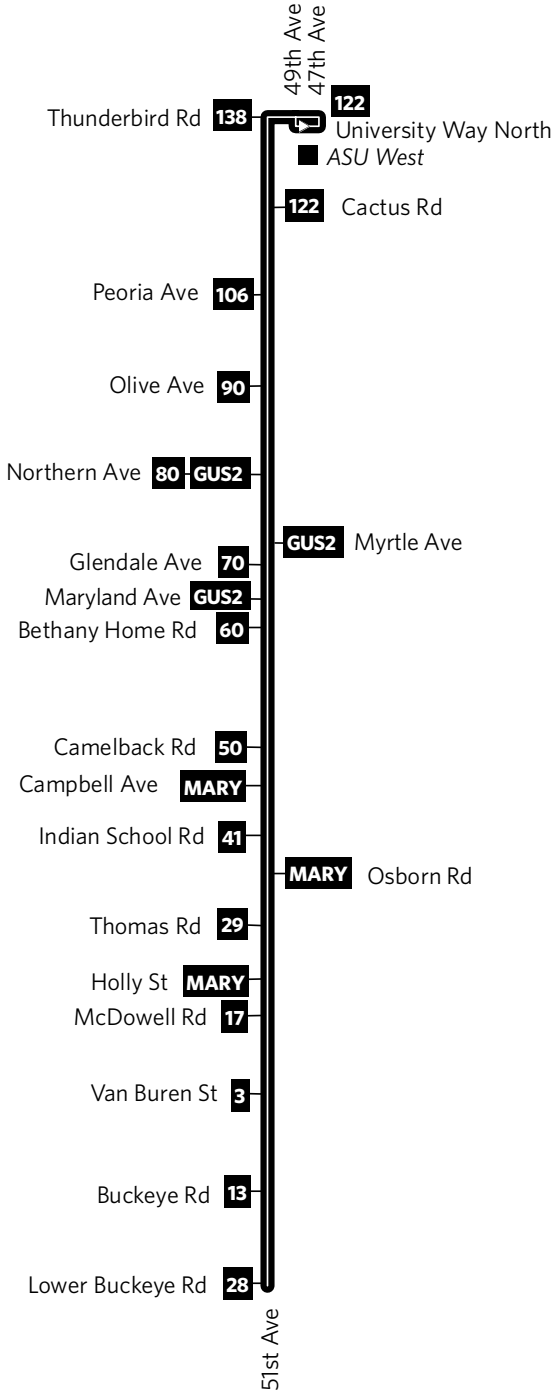 49th Ave
47th Ave
Thunderbird Rd 138
122
University Way North
ASU West
122 Cactus Rd
Peoria Ave 106
Olive Ave 90
Northern Ave 80 GUS2
GUS2 Myrtle Ave
Glendale Ave 70
Maryland Ave GUS2
Bethany Home Rd 60
Camelback Rd 50
Campbell Ave MARY
Indian School Rd 41
MARY Osborn Rd
Thomas Rd 29
Holly St MARY
McDowell Rd 17
Van Buren St 3
Buckeye Rd 13
Lower Buckeye Rd 28
51st Ave